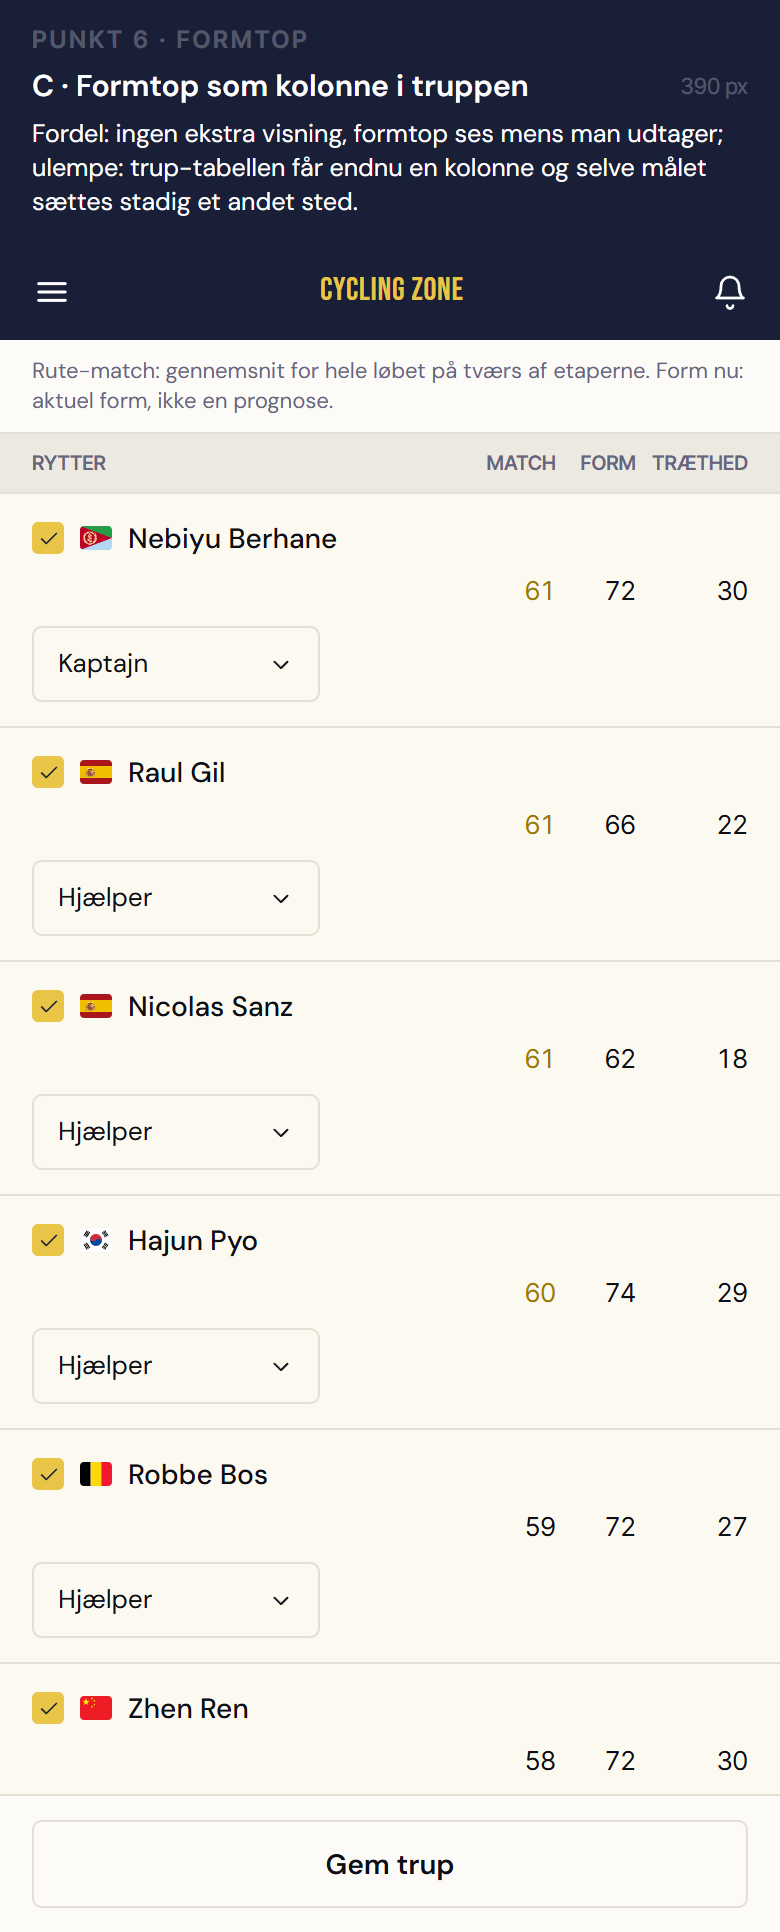 PUNKT 6 · FORMTOP
C · Formtop som kolonne i truppen
390 px
Fordel: ingen ekstra visning, formtop ses mens man udtager;
ulempe: trup-tabellen får endnu en kolonne og selve målet
sættes stadig et andet sted.
CYCLING ZONE
Rute-match: gennemsnit for hele løbet på tværs af etaperne. Form nu:
aktuel form, ikke en prognose.
RYTTER MATCH FORM TRÆTHED
Nebiyu Berhane
61 72 30
Kaptajn
Raul Gil
61 66 22
Hjælper
Nicolas Sanz
61 62 18
Hjælper
Hajun Pyo
60 74 29
Hjælper
Robbe Bos
59 72 27
Hjælper
Zhen Ren
58 72 30
Gem trup